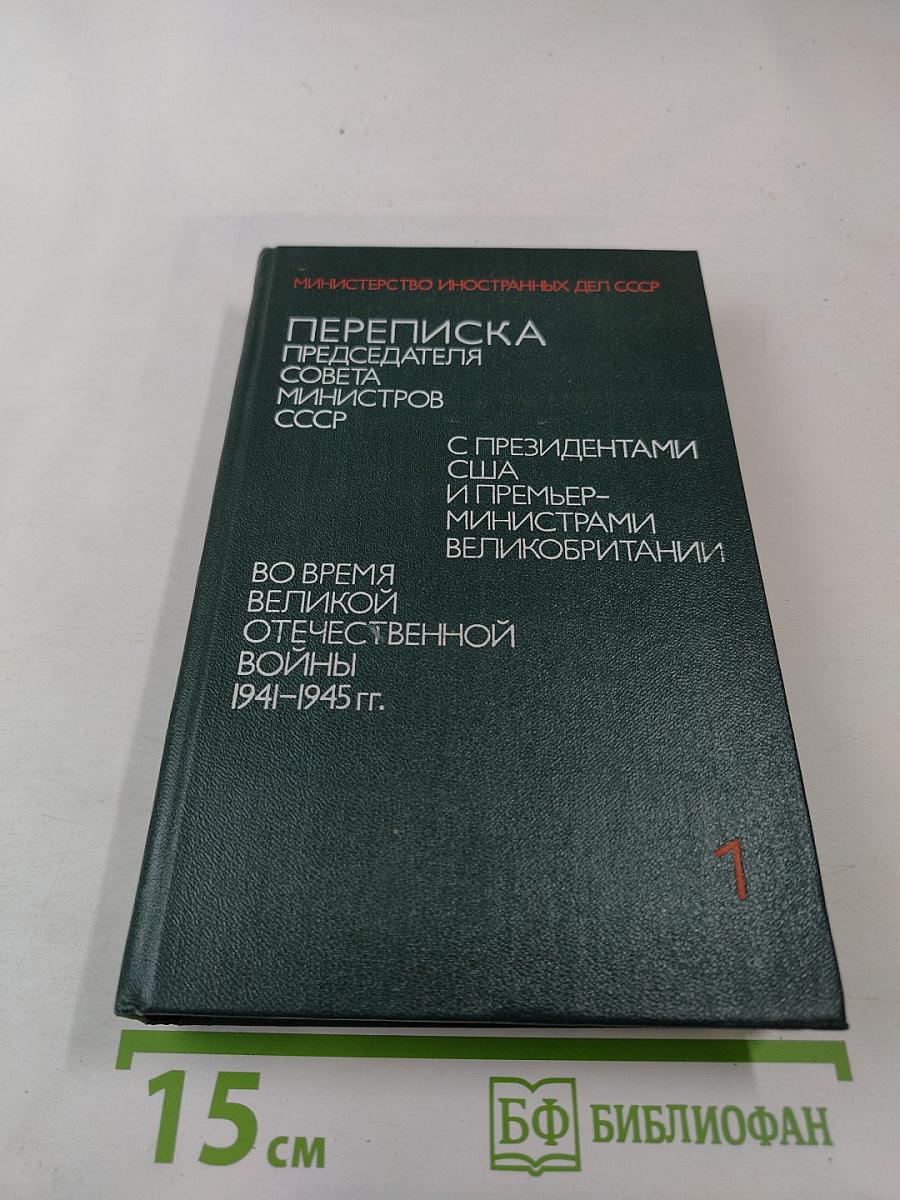 МИНИСТЕРСТВО ИНОСТРАННЫХ ДЕЛ СССР
ПЕРЕПИСКА
ПРЕДСЕДАТЕЛЯ
СОВЕТА
МИНИСТРОВ
СССР
С ПРЕЗИДЕНТАМИ
США
И ПРЕМЬЕР–
МИНИСТРАМИ
ВЕЛИКОБРИТАНИИ
ВО ВРЕМЯ
ВЕЛИКОЙ
ОТЕЧЕСТВЕННОЙ
ВОЙНЫ
1941–1945 гг.
1
15 см
БФ БИБЛИОФАН